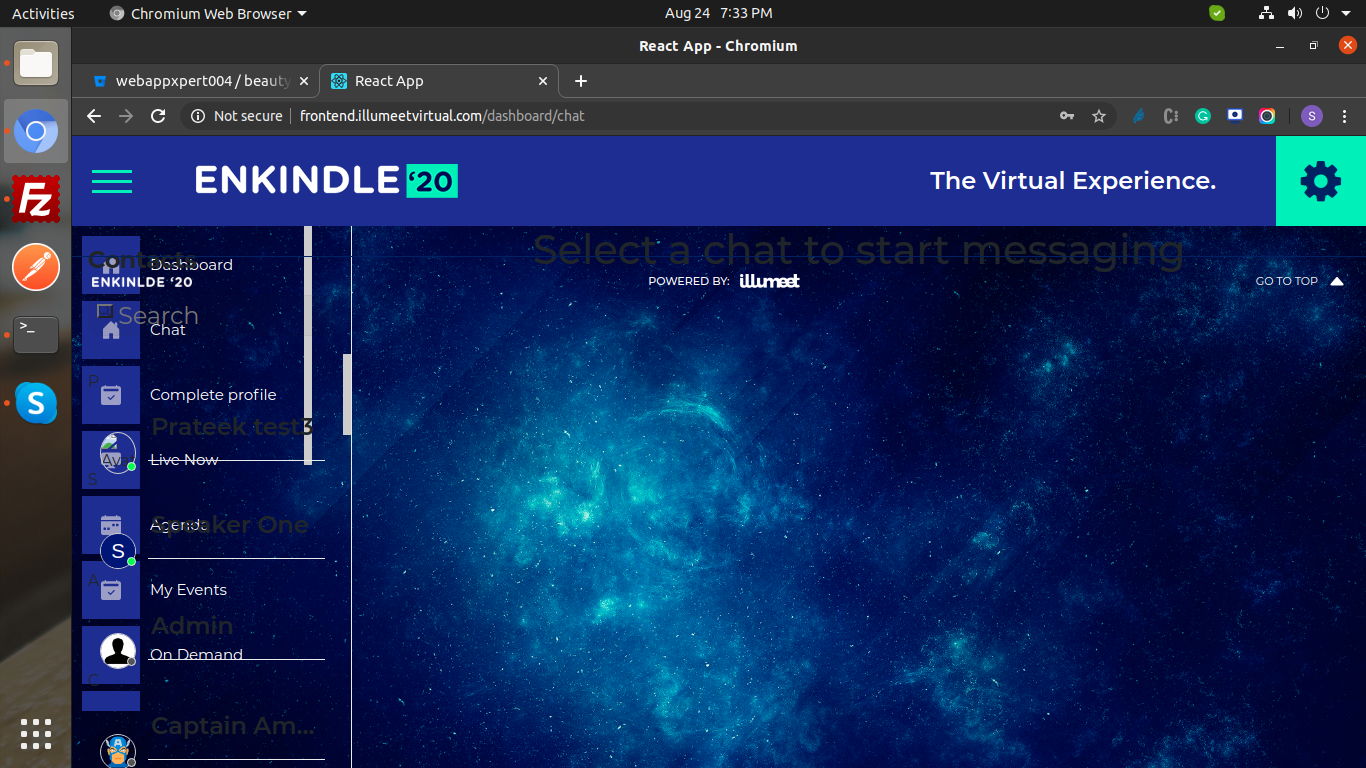 Activities
Chromium Web Browser
Aug 24 7:33 PM
React App - Chromium
webappxpert004 / beauty
React App
Not secure
frontend.illumeetvirtual.com/dashboard/chat
S
ENKINDLE ‘20
The Virtual Experience.
Contacts
Dashboard
Select a chat to start messaging
ENKINLDE ‘20
POWERED BY: illumeet
GO TO TOP
Search
Chat
P
Complete profile
Prateek test3
Live Now
S
Speaker One
Agenda
S
A
My Events
Admin
On Demand
C
Captain Am...
Fz
>_
S